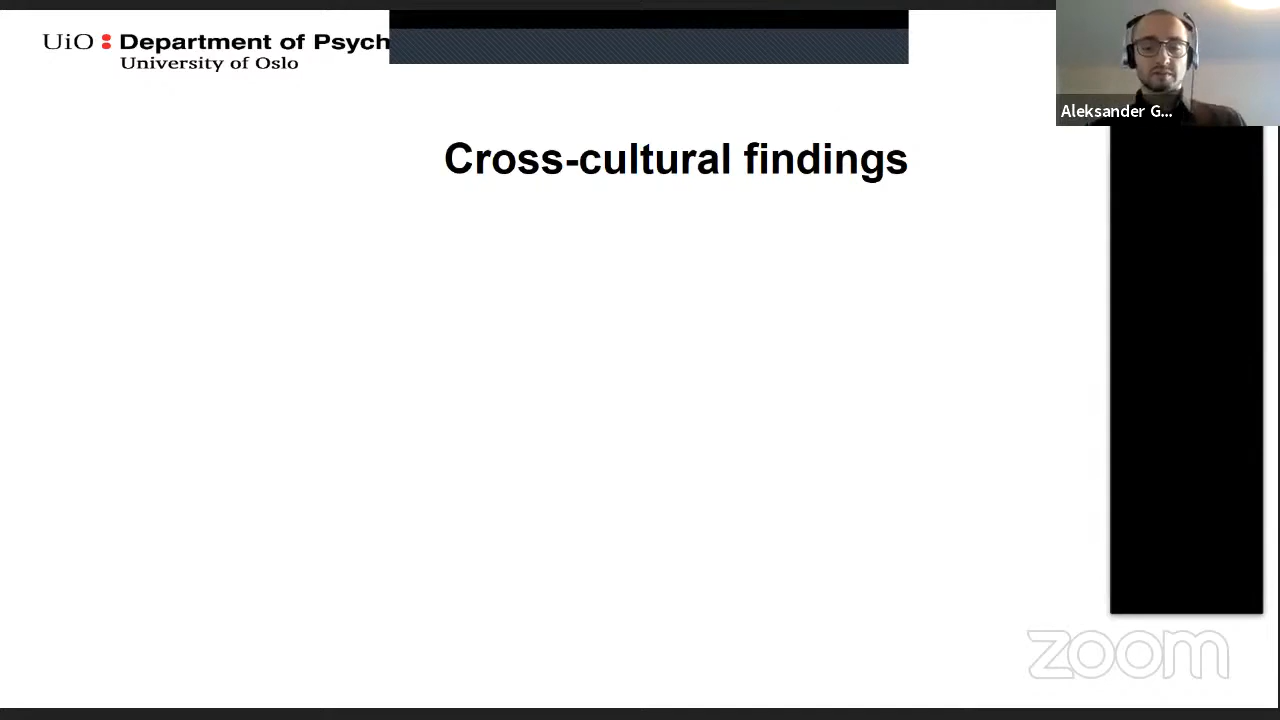 UiO : Department of Psych
University of Oslo
Aleksander G...
Cross-cultural findings
zoom